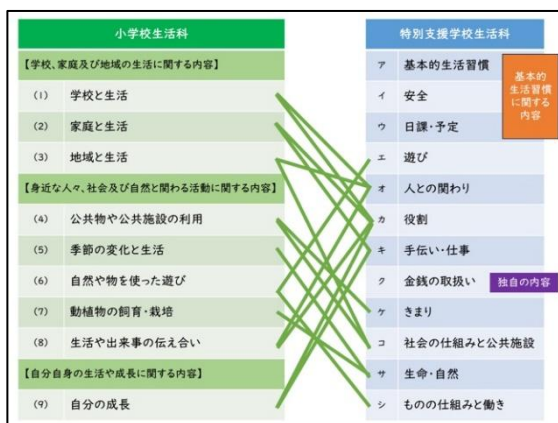 小学校生活科
【学校、家庭及び地域の生活に関する内容】
(1) 学校と生活
(2) 家庭と生活
(3) 地域と生活
【身近な人々、社会及び自然と関わる活動に関する内容】
(4) 公共物や公共施設の利用
(5) 季節の変化と生活
(6) 自然や物を使った遊び
(7) 動植物の飼育・栽培
(8) 生活や出来事の伝え合い
【自分自身の生活や成長に関する内容】
(9) 自分の成長
特別支援学校生活科
ア 基本的生活習慣
イ 安全
ウ 日課・予定
エ 遊び
オ 人との関わり
カ 役割
キ 手伝い・仕事
ク 金銭の取扱い
ケ きまり
コ 社会の仕組みと公共施設
サ 生命・自然
シ ものの仕組みと働き
基本的
生活習慣
に関する
内容
独自の内容